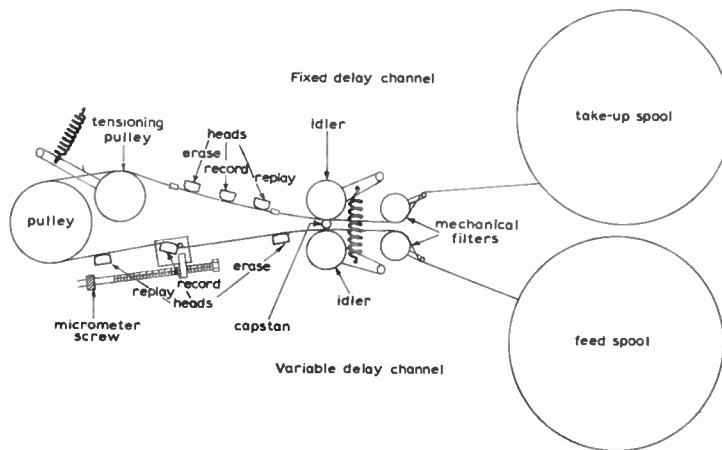 Fixed delay channel
take-up spool
tensioning
pulley
heads
erase
record
replay
idler
pulley
mechanical
filters
replay
record
heads
erase
micrometer
screw
capstan
idler
feed spool
Variable delay channel